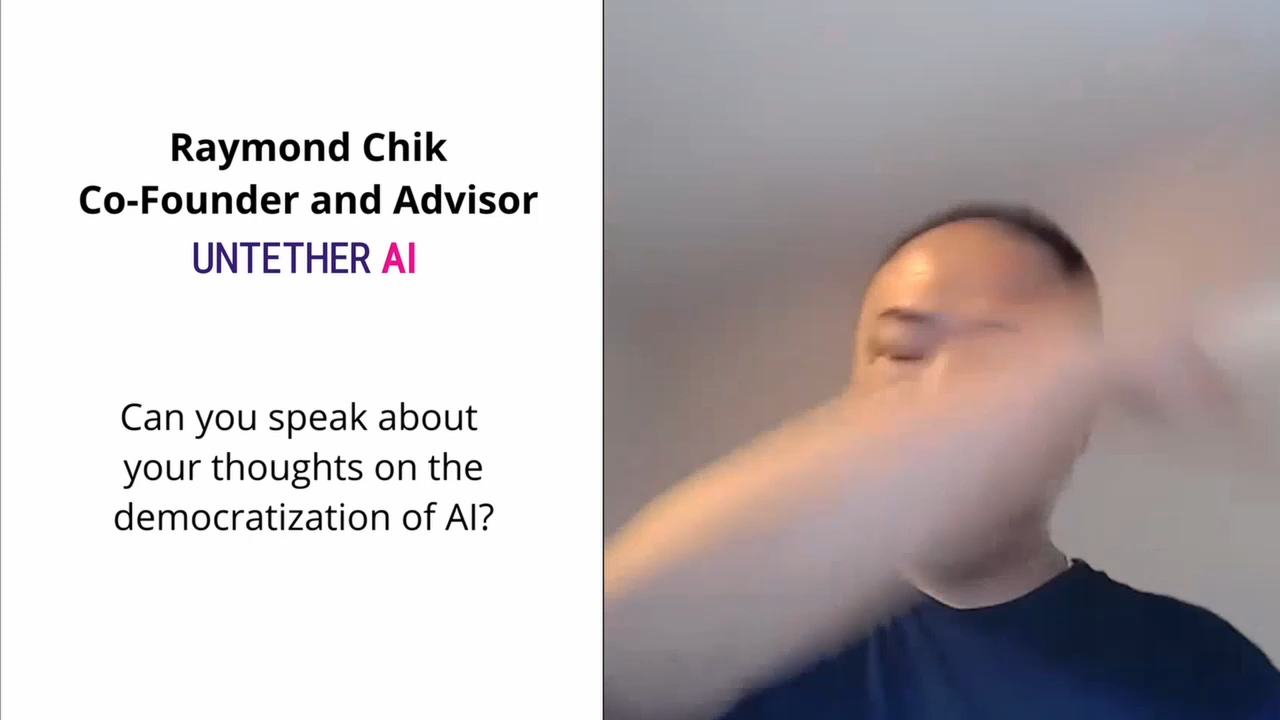 Raymond Chik
Co-Founder and Advisor
UNTETHER AI
Can you speak about
your thoughts on the
democratization of AI?